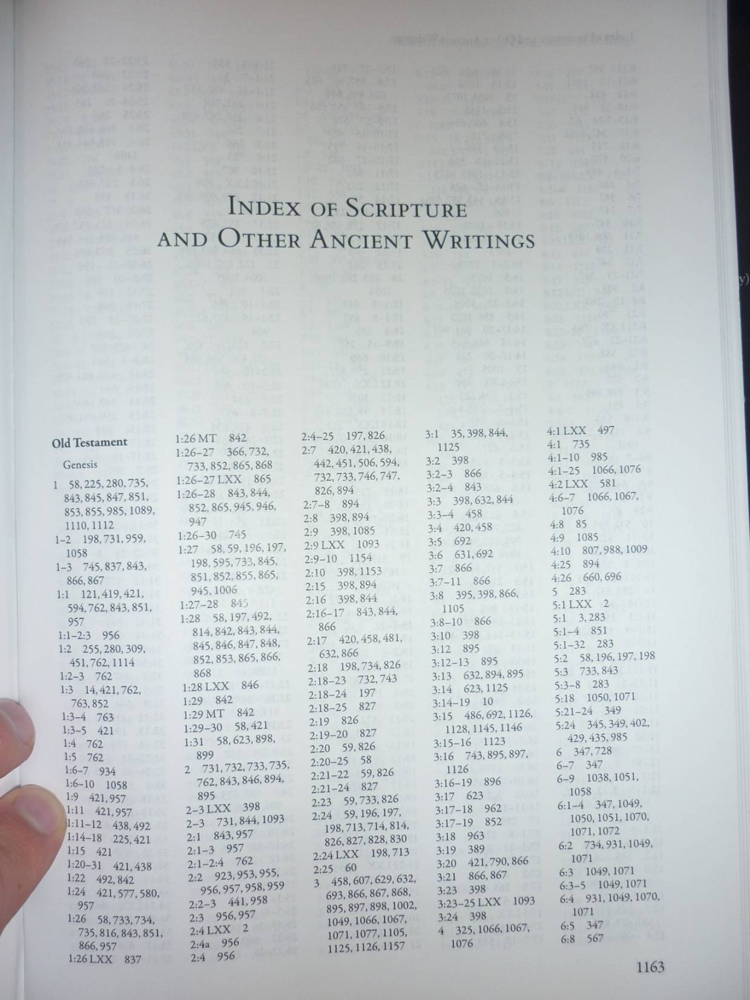 INDEX OF SCRIPTURE
AND OTHER ANCIENT WRITINGS
Old Testament
Genesis
1 58, 225, 280, 735,
843, 845, 847, 851,
853, 855, 985, 1089,
1110, 1112
1–2 198, 731, 959,
1058
1–3 745, 837, 843,
866, 867
1:1 121, 419, 421,
594, 762, 843, 851,
957
1:1–2:3 956
1:2 255, 280, 309,
451, 762, 1114
1:2–3 762
1:3 14, 421, 762,
763, 852
1:3–4 763
1:3–5 421
1:4 762
1:5 762
1:6–7 934
1:6–10 1058
1:9 421, 957
1:11 421, 957
1:11–12 438, 492
1:14–18 225, 421
1:15 421
1:20–31 421, 438
1:22 492, 842
1:24 421, 577, 580,
957
1:26 58, 733, 734,
735, 816, 843, 851,
866, 957
1:26 LXX 837
1:26 MT 842
1:26–27 366, 732,
733, 852, 865, 868
1:26–27 LXX 865
1:26–28 843, 844,
852, 865, 945, 946,
947
1:26–30 745
1:27 58, 59, 196, 197,
198, 595, 733, 845,
851, 852, 855, 865,
945, 1006
1:27–28 845
1:28 58, 197, 492,
814, 842, 843, 844,
845, 846, 847, 848,
852, 853, 865, 866,
868
1:28 LXX 846
1:29 842
1:29 MT 842
1:29–30 58, 421
1:31 58, 623, 898,
899
2 731, 732, 733, 735,
762, 843, 846, 894,
895
2–3 LXX 398
2–3 731, 844, 1093
2:1 843, 957
2:1–3 957
2:1–2:4 762
2:2 923, 953, 955,
956, 957, 958, 959
2:2–3 441, 958
2:3 956, 957
2:4 LXX 2
2:4a 956
2:4 956
2:4–25 197, 826
2:7 420, 421, 438,
442, 451, 506, 594,
732, 733, 746, 747,
826, 894
2:7–8 894
2:8 398, 894
2:9 398, 1085
2:9 LXX 1093
2:9–10 1154
2:10 398, 1153
2:15 398, 894
2:16 398, 844
2:16–17 843, 844,
866
2:17 420, 458, 481,
632, 866
2:18 198, 734, 826
2:18–23 732, 743
2:18–24 197
2:18–25 827
2:19 826
2:19–20 827
2:20 59, 826
2:20–25 58
2:21–22 59, 826
2:21–24 827
2:23 59, 733, 826
2:24 59, 196, 197,
198, 713, 714, 814,
826, 827, 828, 830
2:24 LXX 198, 713
2:25 60
3 458, 607, 629, 632,
693, 866, 867, 868,
895, 897, 898, 1002,
1049, 1066, 1067,
1071, 1077, 1105,
1125, 1126, 1157
3:1 35, 398, 844,
1125
3:2 398
3:2–3 866
3:2–4 843
3:3 398, 632, 844
3:3–4 458
3:4 420, 458
3:5 692
3:6 631, 692
3:7 866
3:7–11 866
3:8 395, 398, 866,
1105
3:8–10 866
3:10 398
3:12 895
3:12–13 895
3:13 632, 894, 895
3:14 623, 1125
3:14–19 10
3:15 486, 692, 1126,
1128, 1145, 1146
3:15–16 1123
3:16 743, 895, 897,
1126
3:16–19 896
3:17 623
3:17–18 962
3:17–19 852
3:18 963
3:19 389
3:20 421, 790, 866
3:21 866, 867
3:23 398
3:23–25 LXX 1093
3:24 398
4 325, 1066, 1067,
1076
4:1 LXX 497
4:1 735
4:1–10 985
4:1–25 1066, 1076
4:2 LXX 581
4:6–7 1066, 1067,
1076
4:8 85
4:9 1085
4:10 807, 988, 1009
4:25 894
4:26 660, 696
5 283
5:1 LXX 2
5:1 3, 283
5:1–4 851
5:1–32 283
5:2 58, 196, 197, 198
5:3 733, 843
5:3–8 283
5:18 1050, 1071
5:21–24 349
5:24 345, 349, 402,
429, 435, 985
6 347, 728
6–7 347
6–9 1038, 1051,
1058
6:1–4 347, 1049,
1050, 1051, 1070,
1071, 1072
6:2 734, 931, 1049,
1071
6:3 1049, 1071
6:3–5 1049, 1071
6:4 931, 1049, 1070,
1071
6:5 347
6:8 567
1163
y)